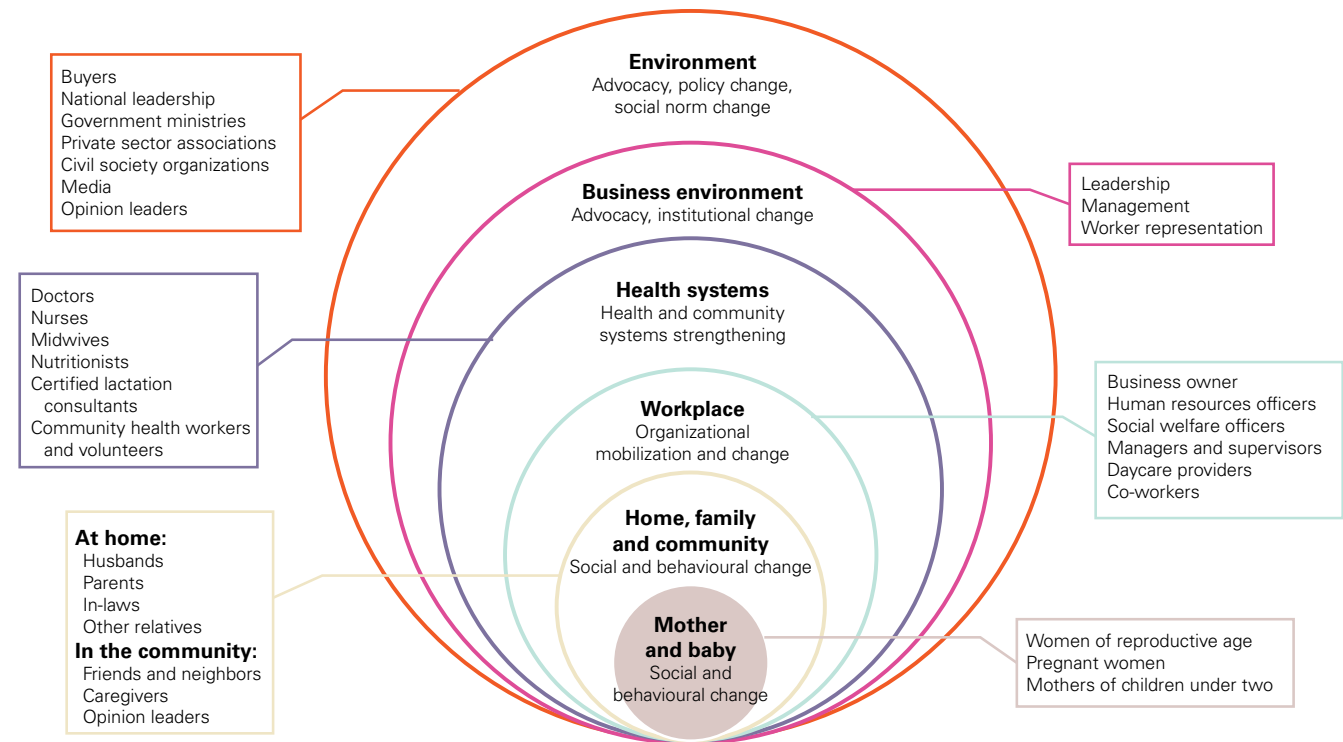 Environment
Advocacy, policy change,
social norm change
Buyers
National leadership
Government ministries
Private sector associations
Civil society organizations
Media
Opinion leaders
Business environment
Advocacy, institutional change
Leadership
Management
Worker representation
Health systems
Health and community
systems strengthening
Doctors
Nurses
Midwives
Nutritionists
Certified lactation
consultants
Community health workers
and volunteers
Workplace
Organizational
mobilization and change
Business owner
Human resources officers
Social welfare officers
Managers and supervisors
Daycare providers
Co-workers
Home, family
and community
Social and behavioural change
At home:
Husbands
Parents
In-laws
Other relatives
In the community:
Friends and neighbors
Caregivers
Opinion leaders
Mother
and baby
Social and
behavioural change
Women of reproductive age
Pregnant women
Mothers of children under two